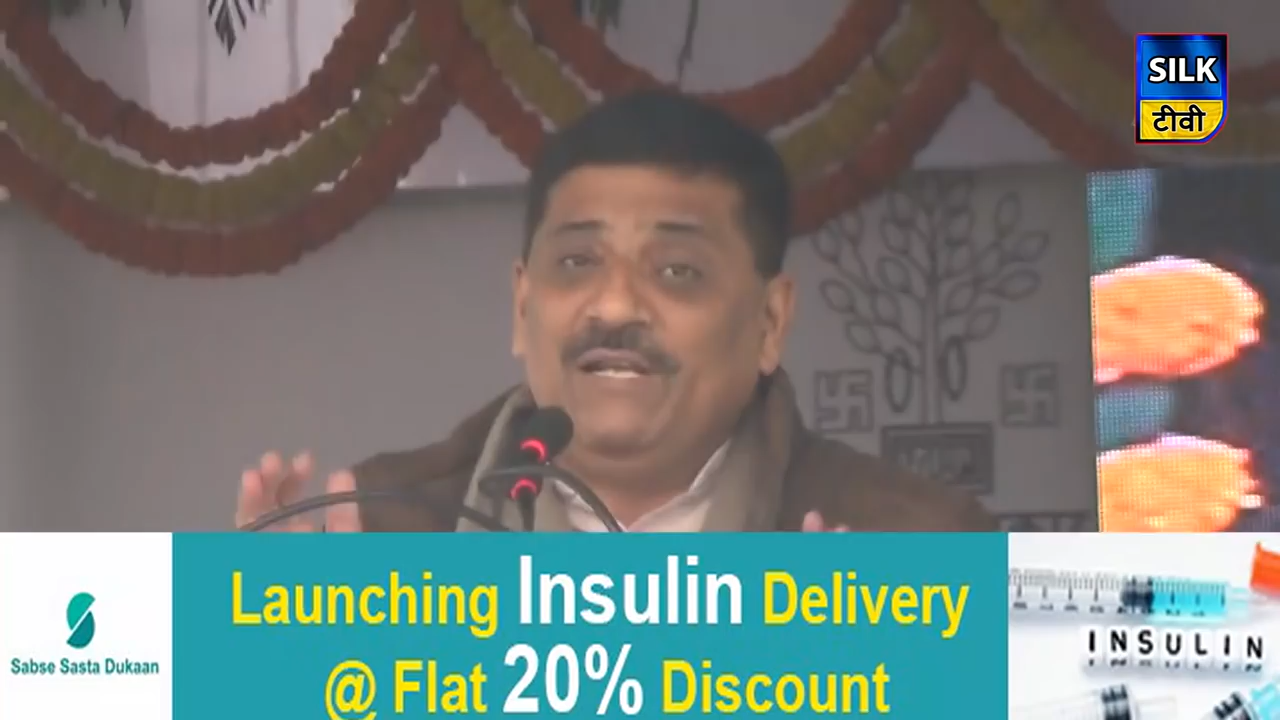 SILK
टीवी
Launching Insulin Delivery
@ Flat 20% Discount
Sabse Sasta Dukaan
INSULIN